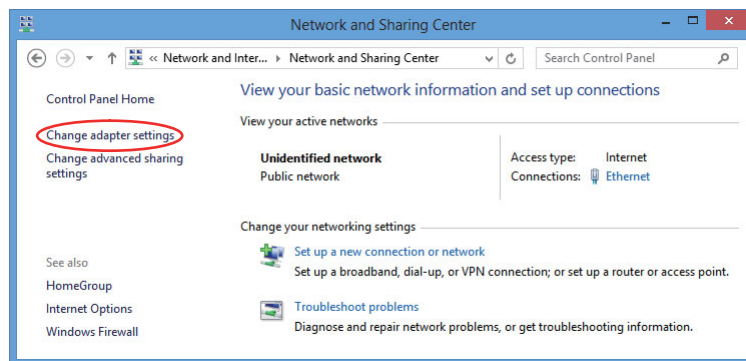 Network and Sharing Center
« Network and Inter... Network and Sharing Center
Search Control Panel
Control Panel Home
Change adapter settings
Change advanced sharing
settings
See also
HomeGroup
Internet Options
Windows Firewall
View your basic network information and set up connections
View your active networks
Unidentified network
Public network
Access type: Internet
Connections: Ethernet
Change your networking settings
Set up a new connection or network
Set up a broadband, dial-up, or VPN connection; or set up a router or access point.
Troubleshoot problems
Diagnose and repair network problems, or get troubleshooting information.